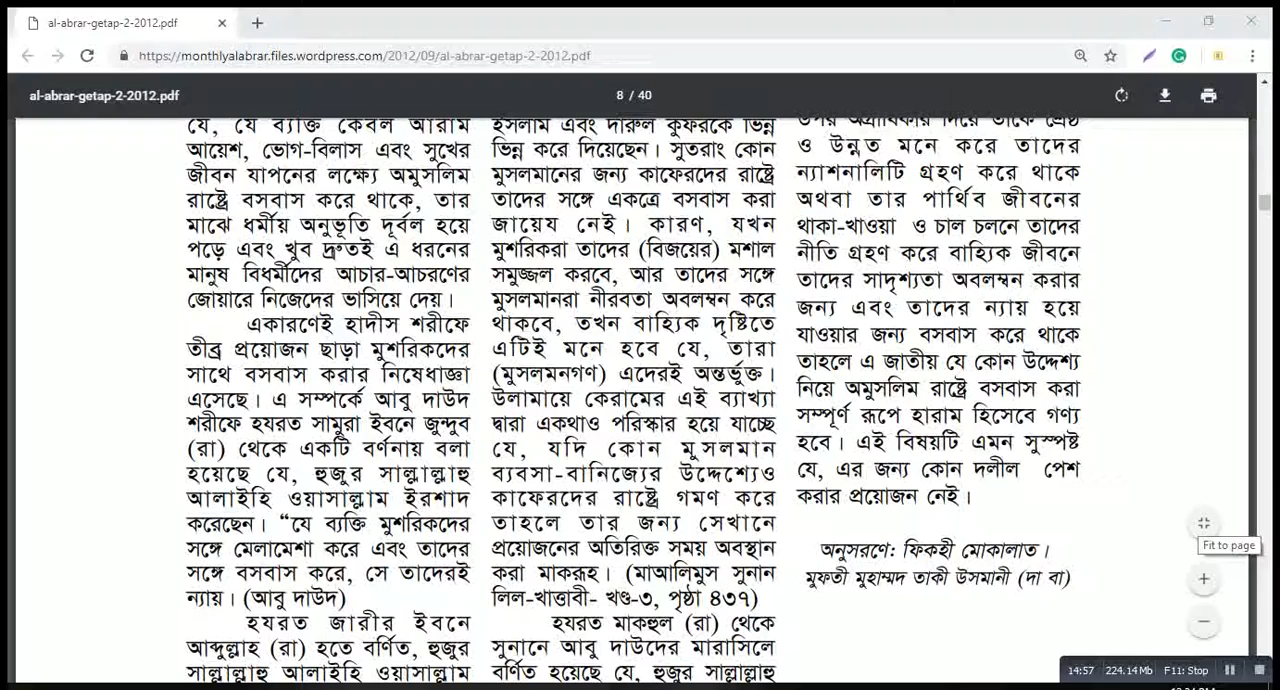 al-abrar-getap-2-2012.pdf
https://monthlyalabrar.files.wordpress.com/2012/09/al-abrar-getap-2-2012.pdf
al-abrar-getap-2-2012.pdf
8 / 40
যে, যে ব্যক্তি কেবল আরাম
আয়েশ, ভোগ-বিলাস এবং সুখের
জীবন যাপনের লক্ষ্যে অমুসলিম
রাষ্ট্রে বসবাস করে থাকে, তার
মাঝে ধর্মীয় অনুভূতি দূর্বল হয়ে
পড়ে এবং খুব দ্রুতই এ ধরনের
মানুষ বিধর্মীদের আচার-আচরণের
জোয়ারে নিজেদের ভাসিয়ে দেয়।
একারণেই হাদীস শরীফে
তীব্র প্রয়োজন ছাড়া মুশরিকদের
সাথে বসবাস করার নিষেধাজ্ঞা
এসেছে। এ সম্পর্কে আবু দাউদ
শরীফে হযরত সামুরা ইবনে জুন্দুব
(রা) থেকে একটি বর্ণনায় বলা
হয়েছে যে, হুজুর সাল্লাল্লাহু
আলাইহি ওয়াসাল্লাম ইরশাদ
করেছেন। “যে ব্যক্তি মুশরিকদের
সঙ্গে মেলামেশা করে এবং তাদের
সঙ্গে বসবাস করে, সে তাদেরই
ন্যায়। (আবু দাউদ)
হযরত জারীর ইবনে
আব্দুল্লাহ (রা) হতে বর্ণিত, হুজুর
সাল্লাল্লাহু আলাইহি ওয়াসাল্লাম
ইসলাম এবং দারুল কুফরকে ভিন্ন
ভিন্ন করে দিয়েছেন। সুতরাং কোন
মুসলমানের জন্য কাফেরদের রাষ্ট্রে
তাদের সঙ্গে একত্রে বসবাস করা
জায়েয নেই। কারণ, যখন
মুশরিকরা তাদের (বিজয়ের) মশাল
সমুজ্জল করবে, আর তাদের সঙ্গে
মুসলমানরা নীরবতা অবলম্বন করে
থাকবে, তখন বাহ্যিক দৃষ্টিতে
এটিই মনে হবে যে, তারা
(মুসলমনগণ) এদেরই অন্তর্ভুক্ত।
উলামায়ে কেরামের এই ব্যাখ্যা
দ্বারা একথাও পরিস্কার হয়ে যাচ্ছে
যে, যদি কোন মুসলমান
ব্যবসা-বানিজ্যের উদ্দেশ্যেও
কাফেরদের রাষ্ট্রে গমণ করে
তাহলে তার জন্য সেখানে
প্রয়োজনের অতিরিক্ত সময় অবস্থান
করা মাকরূহ। (মাআলিমুস সুনান
লিল-খাত্তাবী- খণ্ড-৩, পৃষ্ঠা ৪৩৭)
হযরত মাকহুল (রা) থেকে
সুনানে আবু দাউদের মারাসিলে
বর্ণিত হয়েছে যে, হুজুর সাল্লাল্লাহু
উপর অগ্রাধিকার দিয়ে তাকে শ্রেষ্ঠ
ও উন্নত মনে করে তাদের
ন্যাশনালিটি গ্রহণ করে থাকে
অথবা তার পার্থিব জীবনের
থাকা-খাওয়া ও চাল চলনে তাদের
নীতি গ্রহণ করে বাহ্যিক জীবনে
তাদের সাদৃশ্যতা অবলম্বন করার
জন্য এবং তাদের ন্যায় হয়ে
যাওয়ার জন্য বসবাস করে থাকে
তাহলে এ জাতীয় যে কোন উদ্দেশ্য
নিয়ে অমুসলিম রাষ্ট্রে বসবাস করা
সম্পূর্ণ রূপে হারাম হিসেবে গণ্য
হবে। এই বিষয়টি এমন সুস্পষ্ট
যে, এর জন্য কোন দলীল পেশ
করার প্রয়োজন নেই।
অনুসরণে: ফিকহী মোকালাত।
মুফতী মুহাম্মদ তাকী উসমানী (দা বা)
Fit to page
14:57 224.14Mb F11: Stop